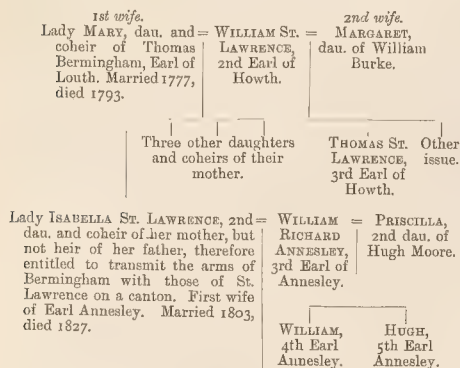 1st wife.
Lady MARY, dau. and
coheir of Thomas
Bermingham, Earl of
Louth. Married 1777,
died 1793.
= WILLIAM ST. =
LAWRENCE,
2nd Earl of
Howth.
2nd wife.
MARGARET,
dau. of William
Burke.
Three other daughters
and coheirs of their
mother.
THOMAS ST.
LAWRENCE,
3rd Earl of
Howth.
Other
issue.
Lady ISABELLA ST. LAWRENCE, 2nd
dau. and coheir of her mother, but
not heir of her father, therefore
entitled to transmit the arms of
Bermingham with those of St.
Lawrence on a canton. First wife
of Earl Annesley. Married 1803,
died 1827.
= WILLIAM =
RICHARD
ANNESLEY,
3rd Earl of
Annesley.
PRISCILLA,
2nd dau. of
Hugh Moore.
WILLIAM,
4th Earl
Annesley.
HUGH,
5th Earl
Annesley.